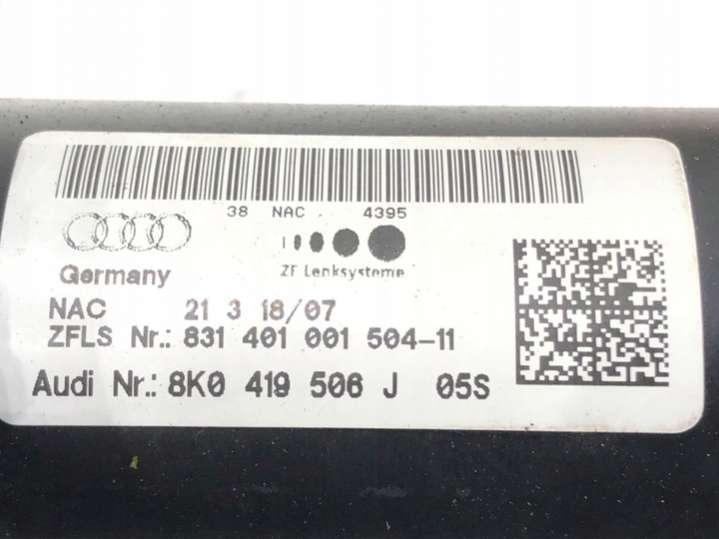 38 NAC . 4395
ZF Lenksysteme
Germany
NAC 21 3 18/07
ZFLS Nr.: 831 401 001 504-11
Audi Nr.: 8K0 419 506 J 05S